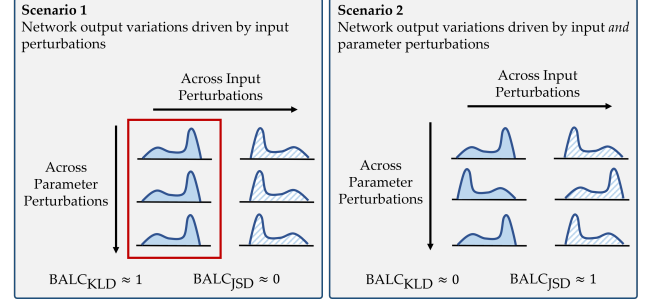 Scenario 1
Network output variations driven by input
perturbations
Across Input
Perturbations
Across
Parameter
Perturbations
BALC_KLD ≈ 1
BALC_JSD ≈ 0
Scenario 2
Network output variations driven by input and
parameter perturbations
Across Input
Perturbations
Across
Parameter
Perturbations
BALC_KLD ≈ 0
BALC_JSD ≈ 1